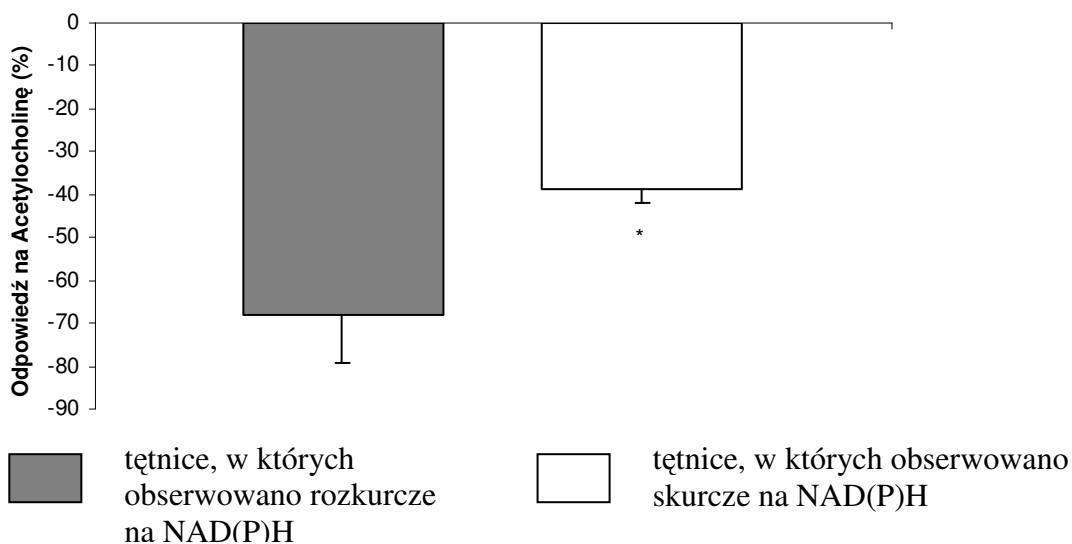 Odpowiedź na Acetylocholinę (%)
0
-10
-20
-30
-40
-50
-60
-70
-80
-90
*
tętnice, w których
obserwowano rozkurcze
na NAD(P)H
tętnice, w których obserwowano
skurcze na NAD(P)H